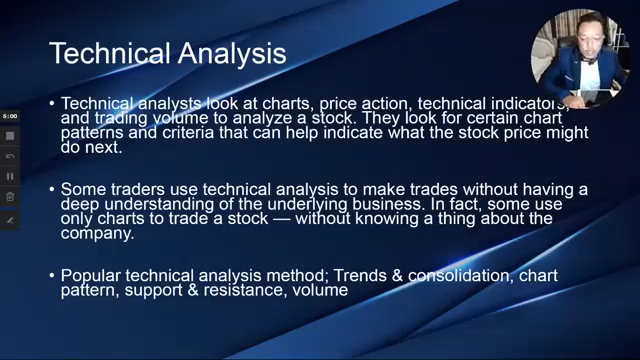 Technical Analysis
• Technical analysts look at charts, price action, technical indicators,
and trading volume to analyze a stock. They look for certain chart
patterns and criteria that can help indicate what the stock price might
do next.
• Some traders use technical analysis to make trades without having a
deep understanding of the underlying business. In fact, some use
only charts to trade a stock — without knowing a thing about the
company.
• Popular technical analysis method; Trends & consolidation, chart
pattern, support & resistance, volume
5:00